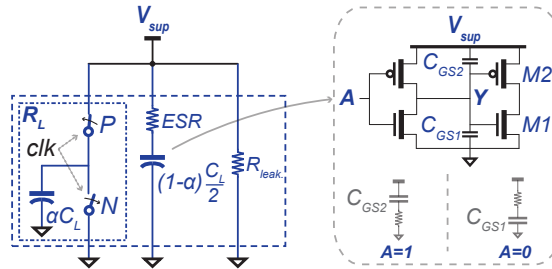 V_sup
R_L
P
clk
N
αC_L
ESR
(1-α) C_L/2
R_leak.
V_sup
A
C_GS2
M2
Y
C_GS1
M1
C_GS2
A=1
C_GS1
A=0